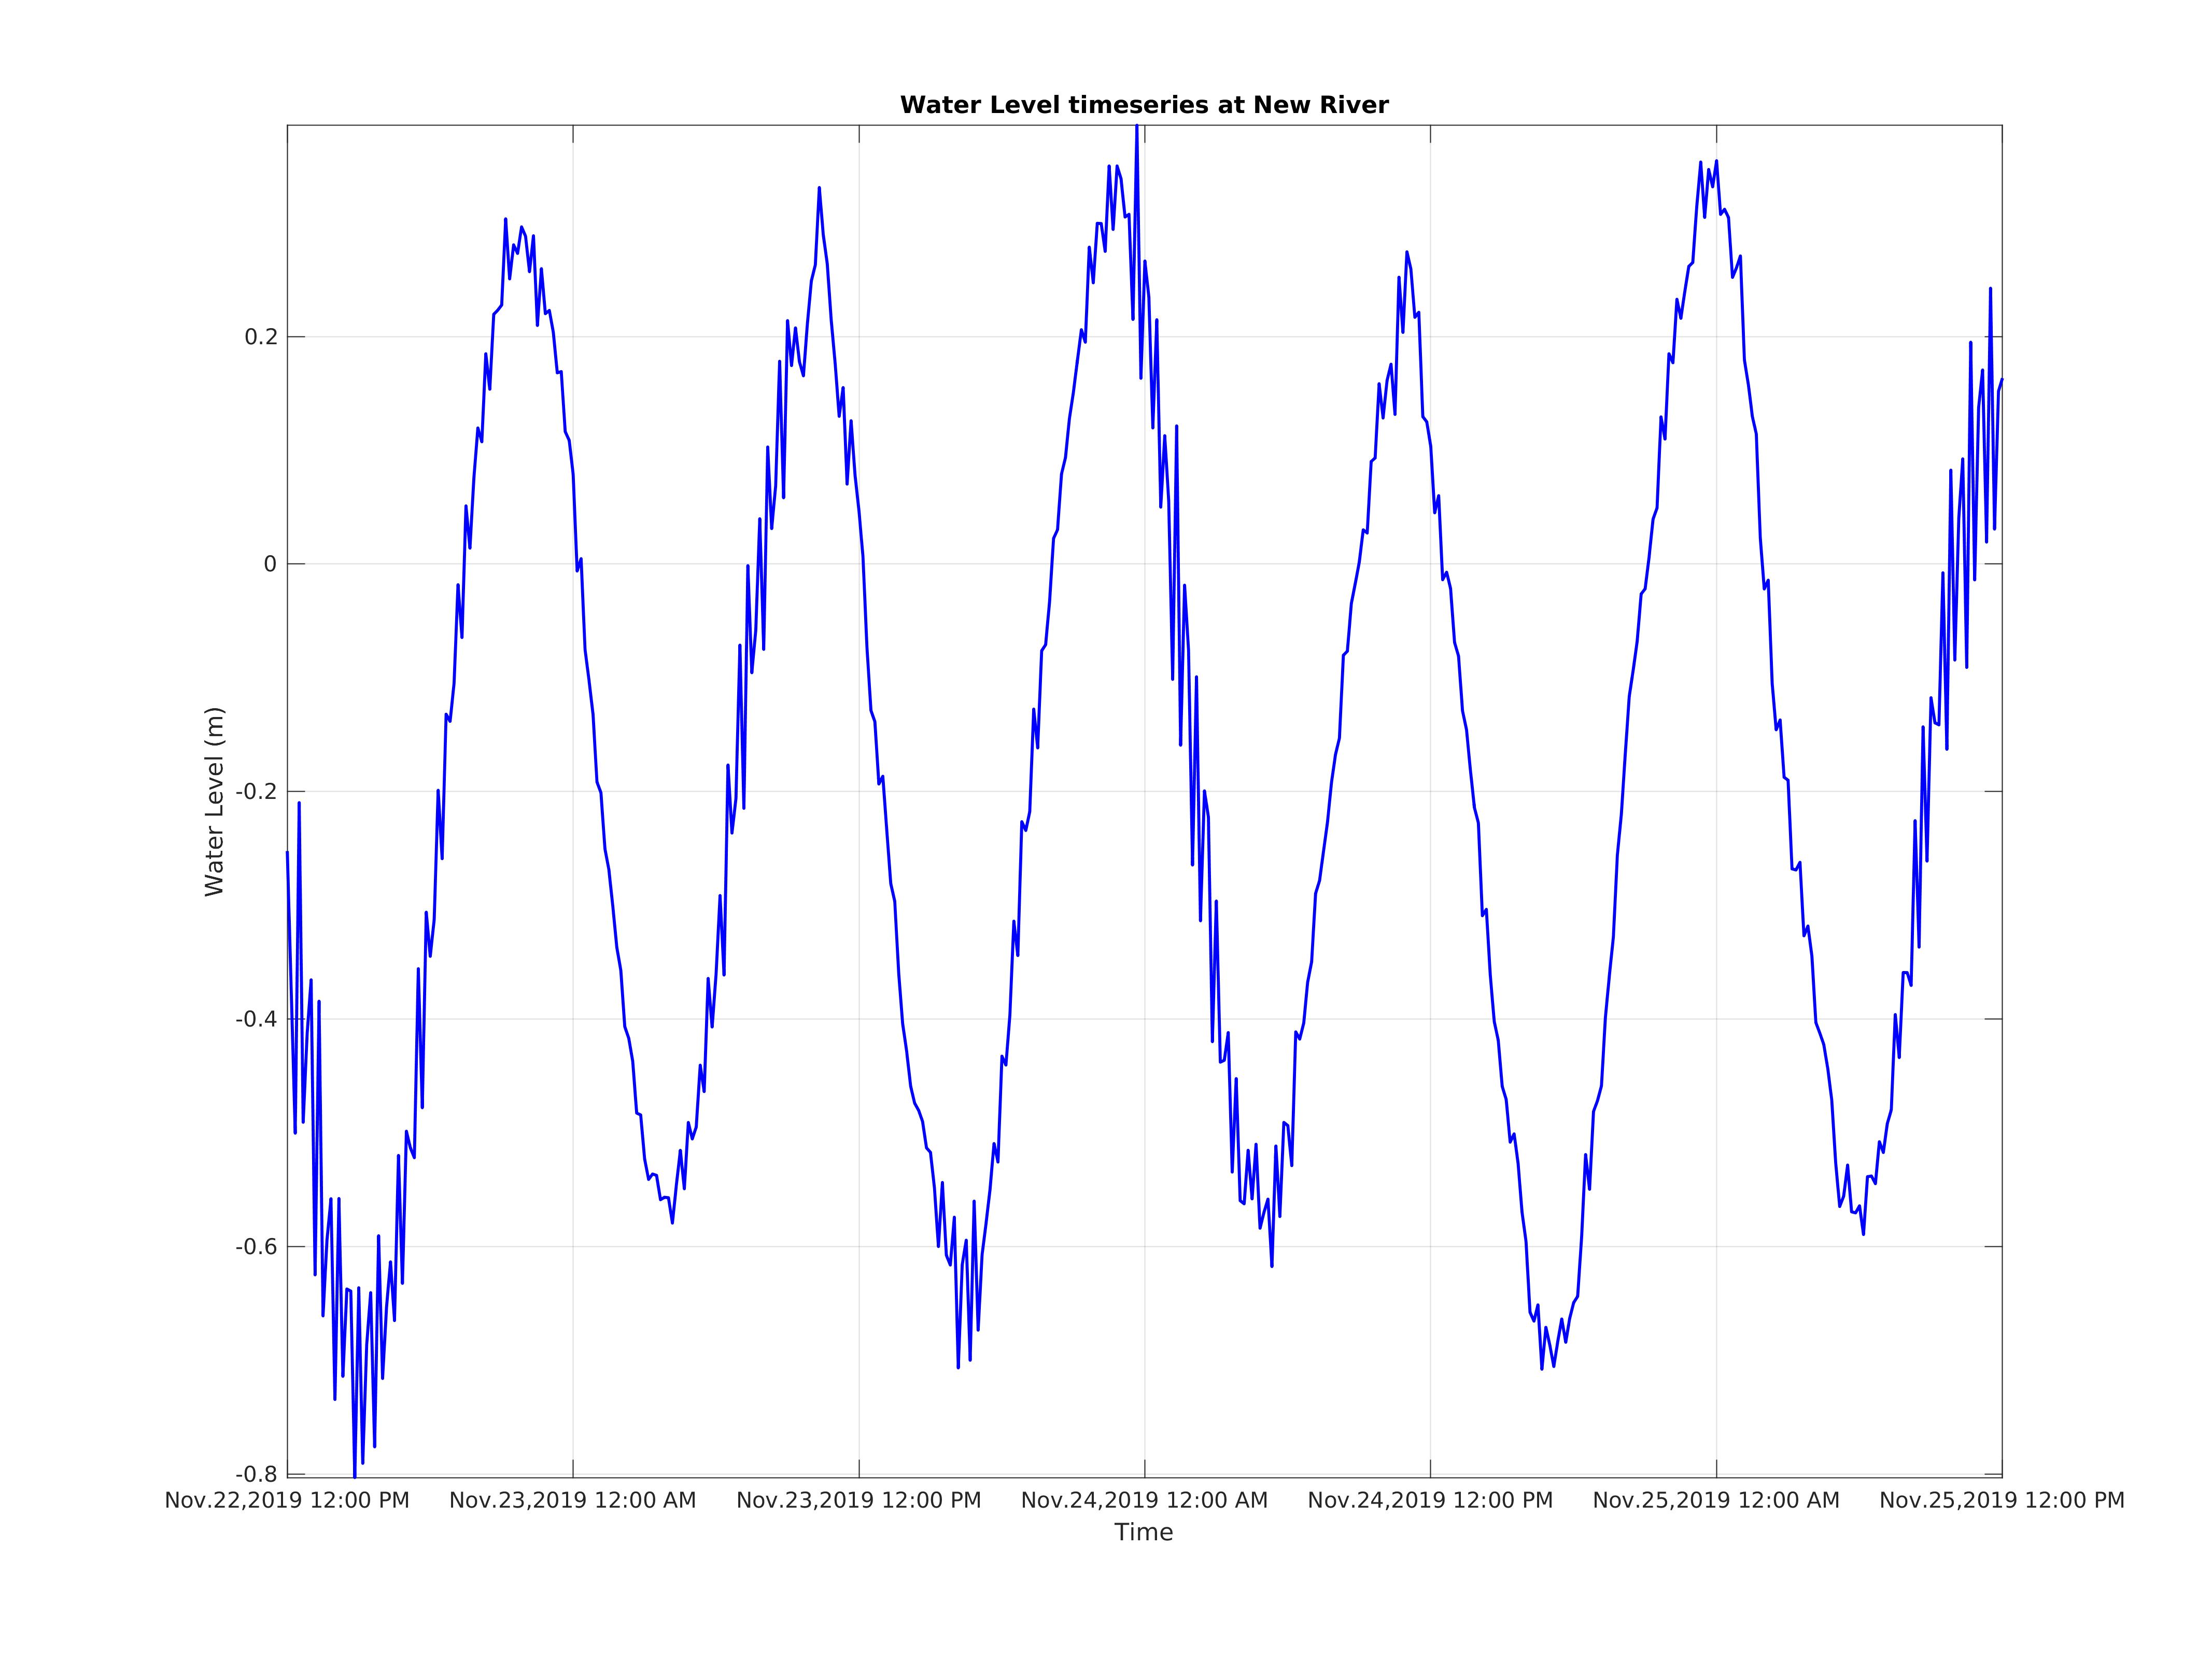 Water Level timeseries at New River
Water Level (m)
0.2
0
-0.2
-0.4
-0.6
-0.8
Nov.22,2019 12:00 PM
Nov.23,2019 12:00 AM
Nov.23,2019 12:00 PM
Nov.24,2019 12:00 AM
Nov.24,2019 12:00 PM
Nov.25,2019 12:00 AM
Nov.25,2019 12:00 PM
Time